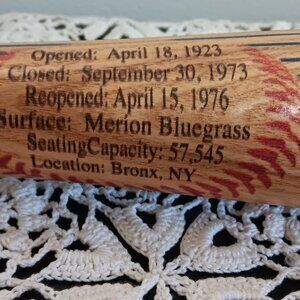 Opened: April 18, 1923
Closed: September 30, 1973
Reopened: April 15, 1976
Surface: Merion Bluegrass
SeatingCapacity: 57,545
Location: Bronx, NY